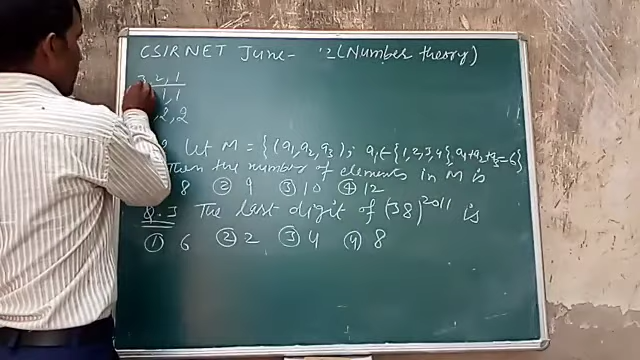 CSIR NET June - '2 (Number theory)
3, 2, 1
1, 1
, 2, 2
Let M = {(a₁, a₂, a₃); aᵢ ∈ {1, 2, 3, 4}, a₁+a₂+a₃=6}
Then the number of elements in M is
8 ② 9 ③ 10 ④ 12
Q.3 The last digit of (38)²⁰¹¹ is
① 6 ② 2 ③ 4 ④ 8